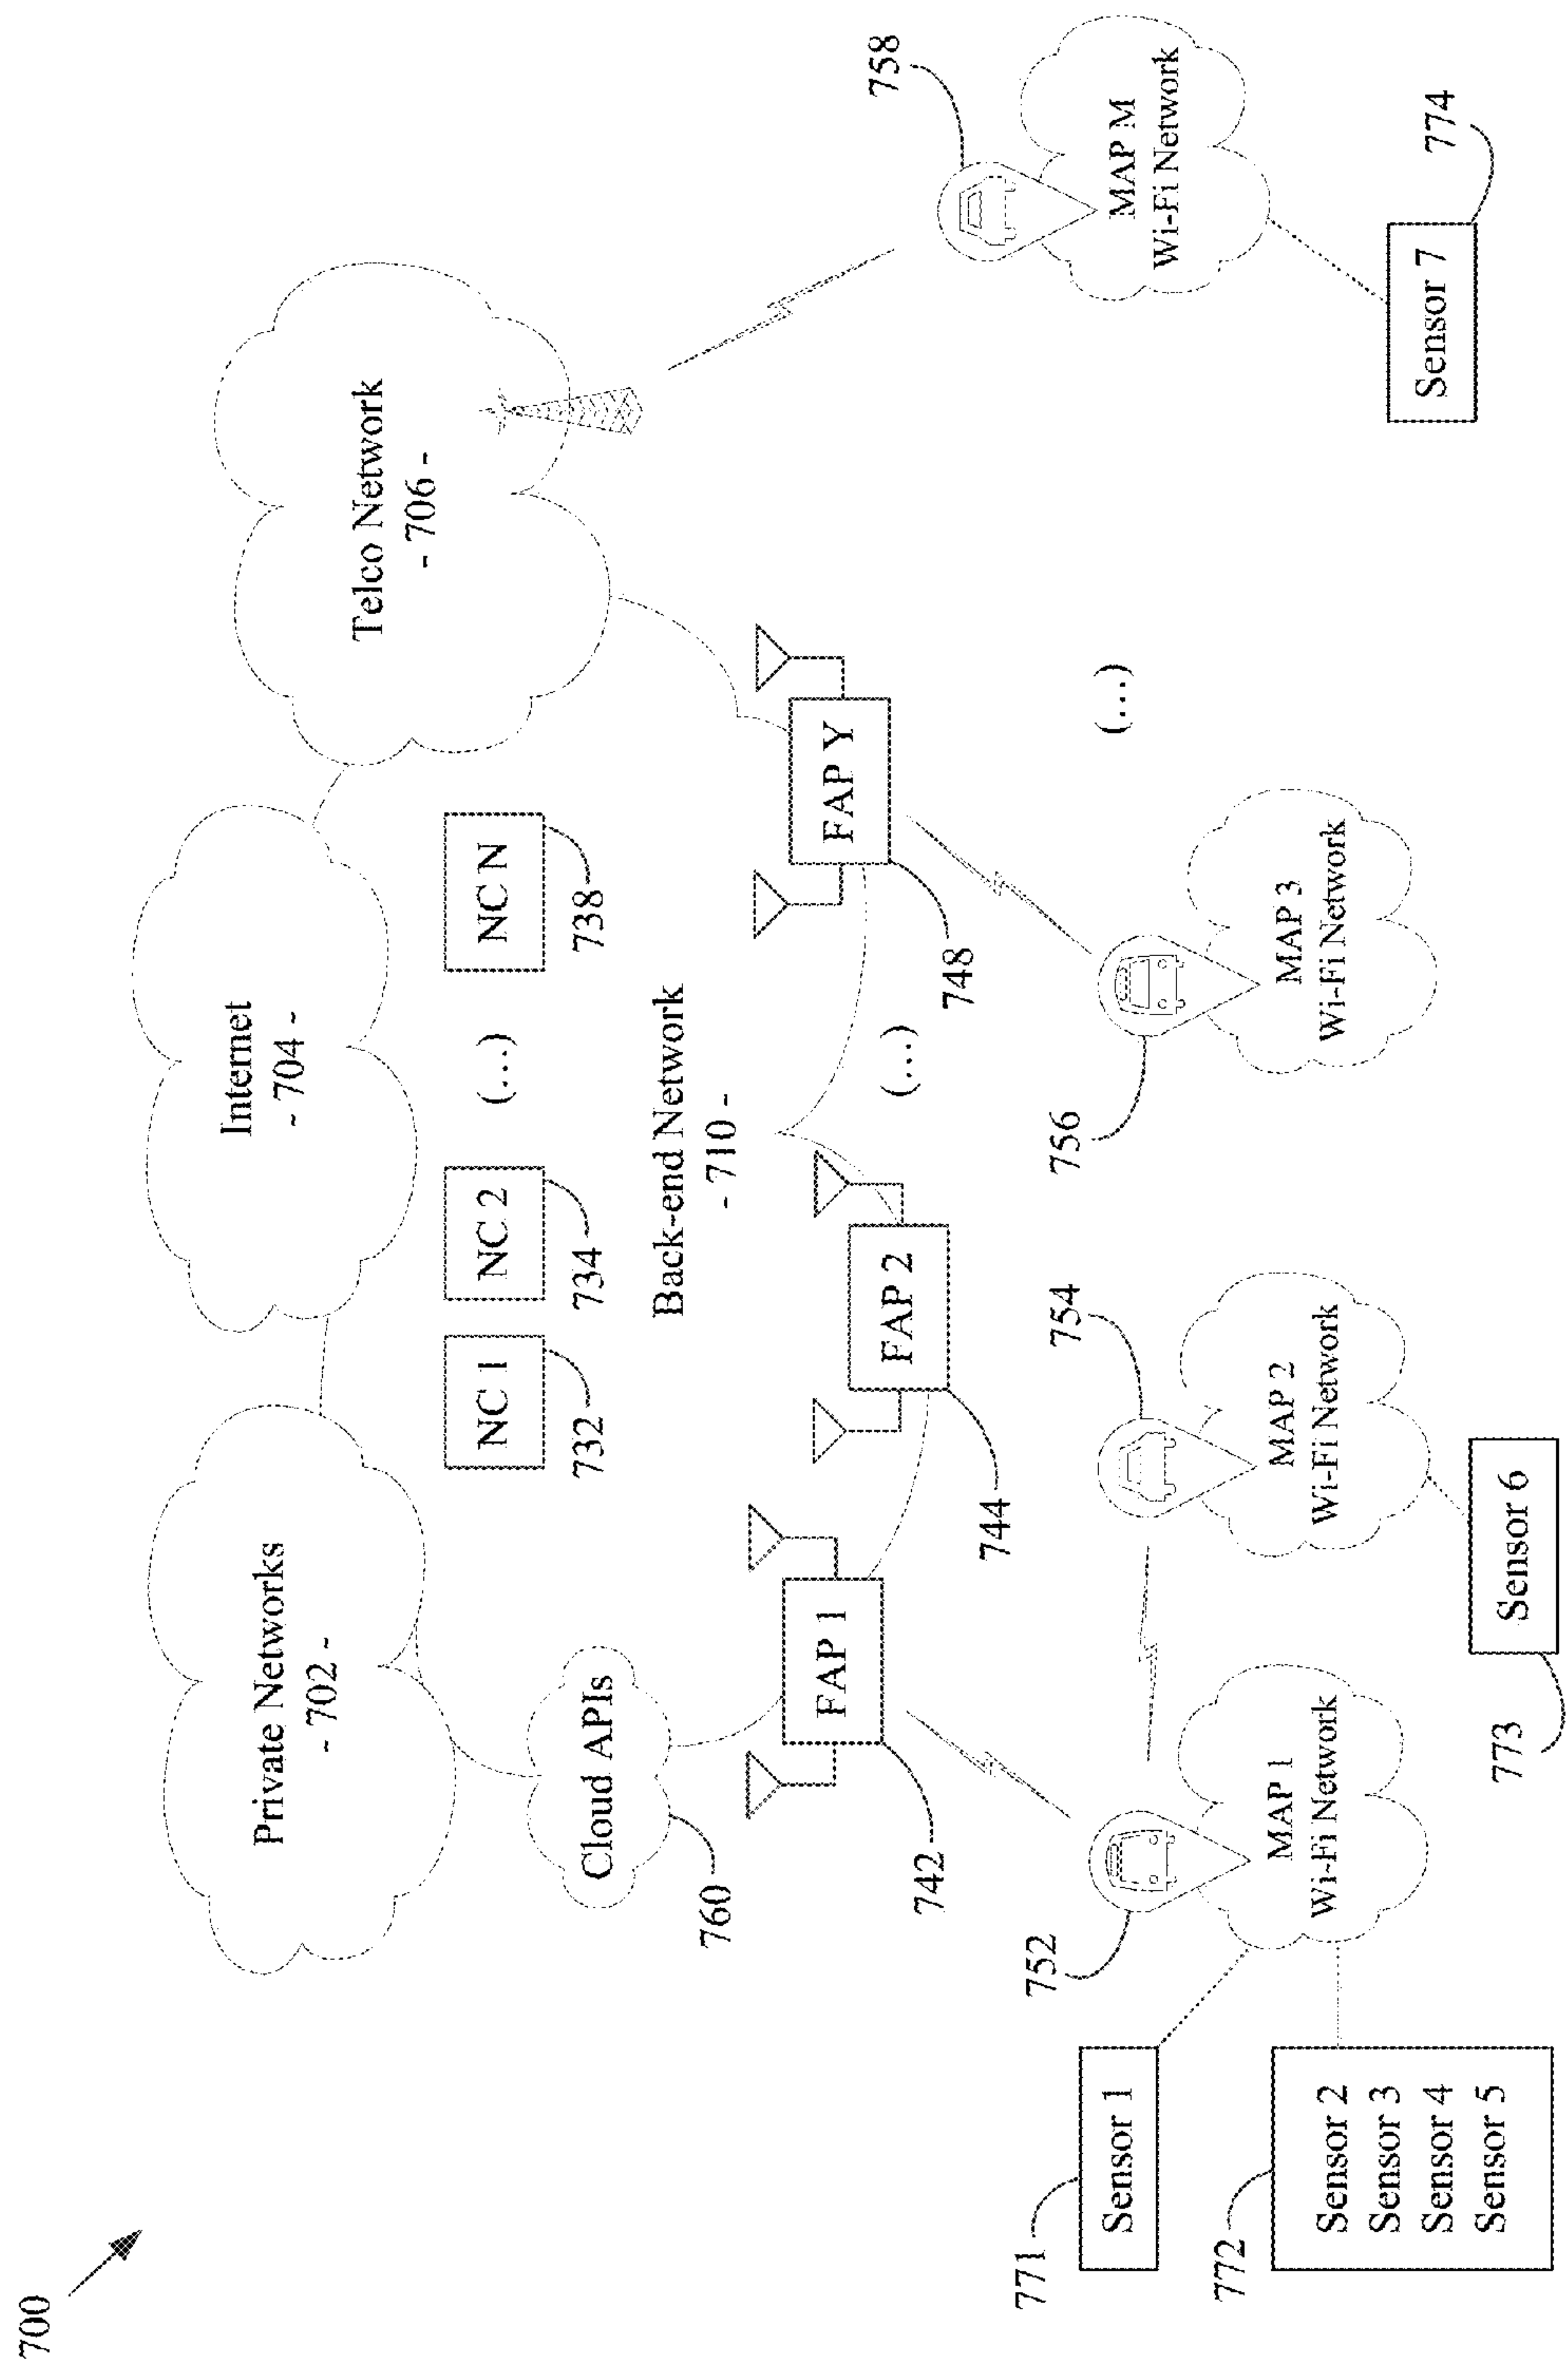 700
Private Networks
- 702 -
Internet
- 704 -
Telco Network
- 706 -
Cloud APIs
760
NC 1
732
NC 2
734
(...)
NC N
738
Back-end Network
- 710 -
FAP 1
742
FAP 2
744
(...)
FAP Y
748
752
MAP 1
Wi-Fi Network
754
MAP 2
Wi-Fi Network
756
MAP 3
Wi-Fi Network
(...)
758
MAP M
Wi-Fi Network
771
Sensor 1
772
Sensor 2
Sensor 3
Sensor 4
Sensor 5
Sensor 6
773
Sensor 7
774